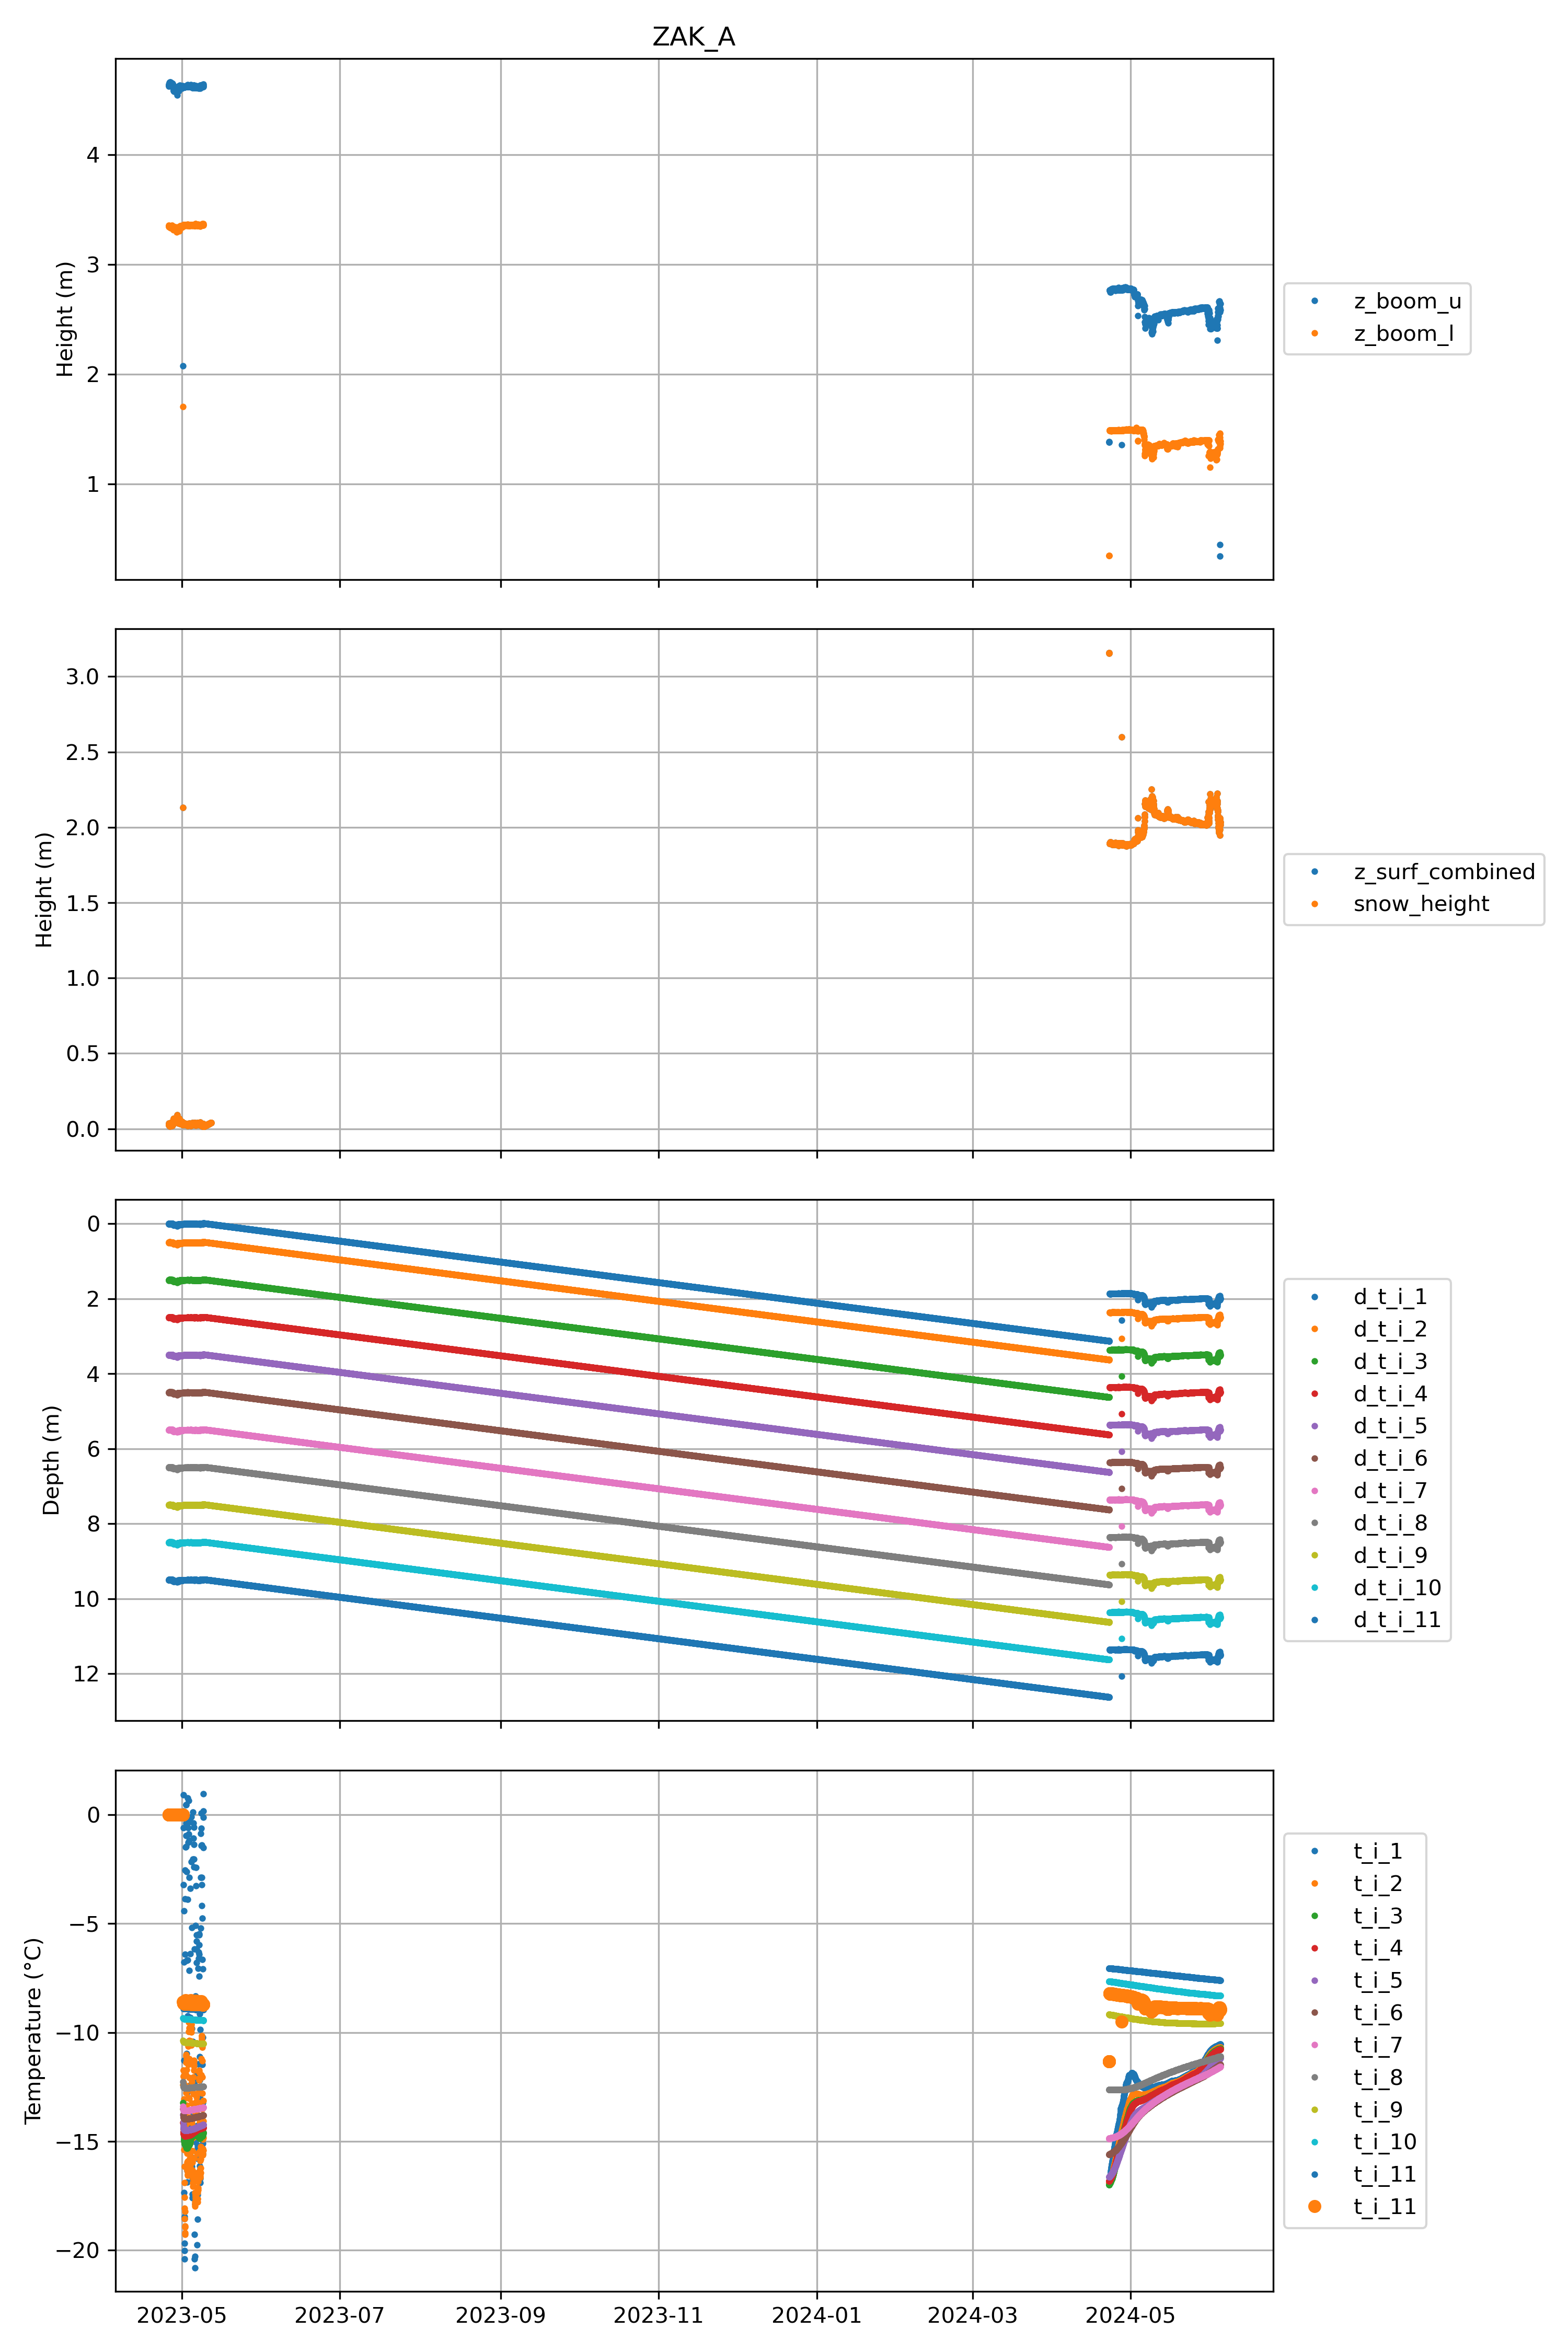 ZAK_A
Height (m)
4
3
2
1
z_boom_u
z_boom_l
Height (m)
3.0
2.5
2.0
1.5
1.0
0.5
0.0
z_surf_combined
snow_height
Depth (m)
0
2
4
6
8
10
12
d_t_i_1
d_t_i_2
d_t_i_3
d_t_i_4
d_t_i_5
d_t_i_6
d_t_i_7
d_t_i_8
d_t_i_9
d_t_i_10
d_t_i_11
Temperature (°C)
0
−5
−10
−15
−20
t_i_1
t_i_2
t_i_3
t_i_4
t_i_5
t_i_6
t_i_7
t_i_8
t_i_9
t_i_10
t_i_11
t_i_11
2023-05 2023-07 2023-09 2023-11 2024-01 2024-03 2024-05